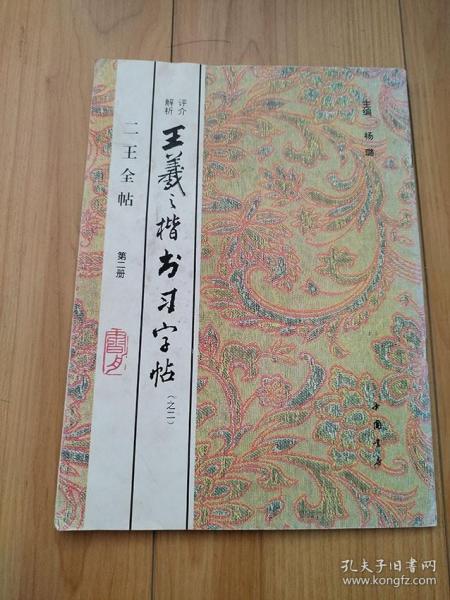 主编 杨璐
评介
解析
王羲之楷书习字帖
(之二)
二王全帖
第二册
中国书店
孔夫子旧书网
www.kongfz.com